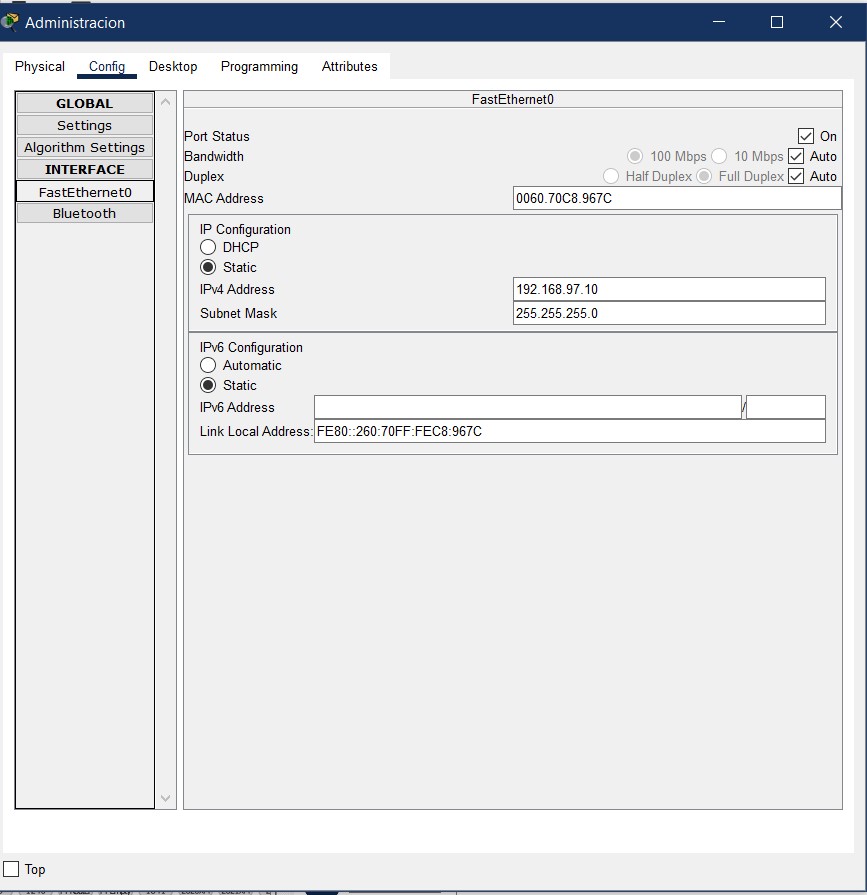 Administracion
Physical Config Desktop Programming Attributes
GLOBAL
Settings
Algorithm Settings
INTERFACE
FastEthernet0
Bluetooth
FastEthernet0
Port Status On
Bandwidth 100 Mbps 10 Mbps Auto
Duplex Half Duplex Full Duplex Auto
MAC Address 0060.70C8.967C
IP Configuration
DHCP
Static
IPv4 Address 192.168.97.10
Subnet Mask 255.255.255.0
IPv6 Configuration
Automatic
Static
IPv6 Address /
Link Local Address: FE80::260:70FF:FEC8:967C
Top